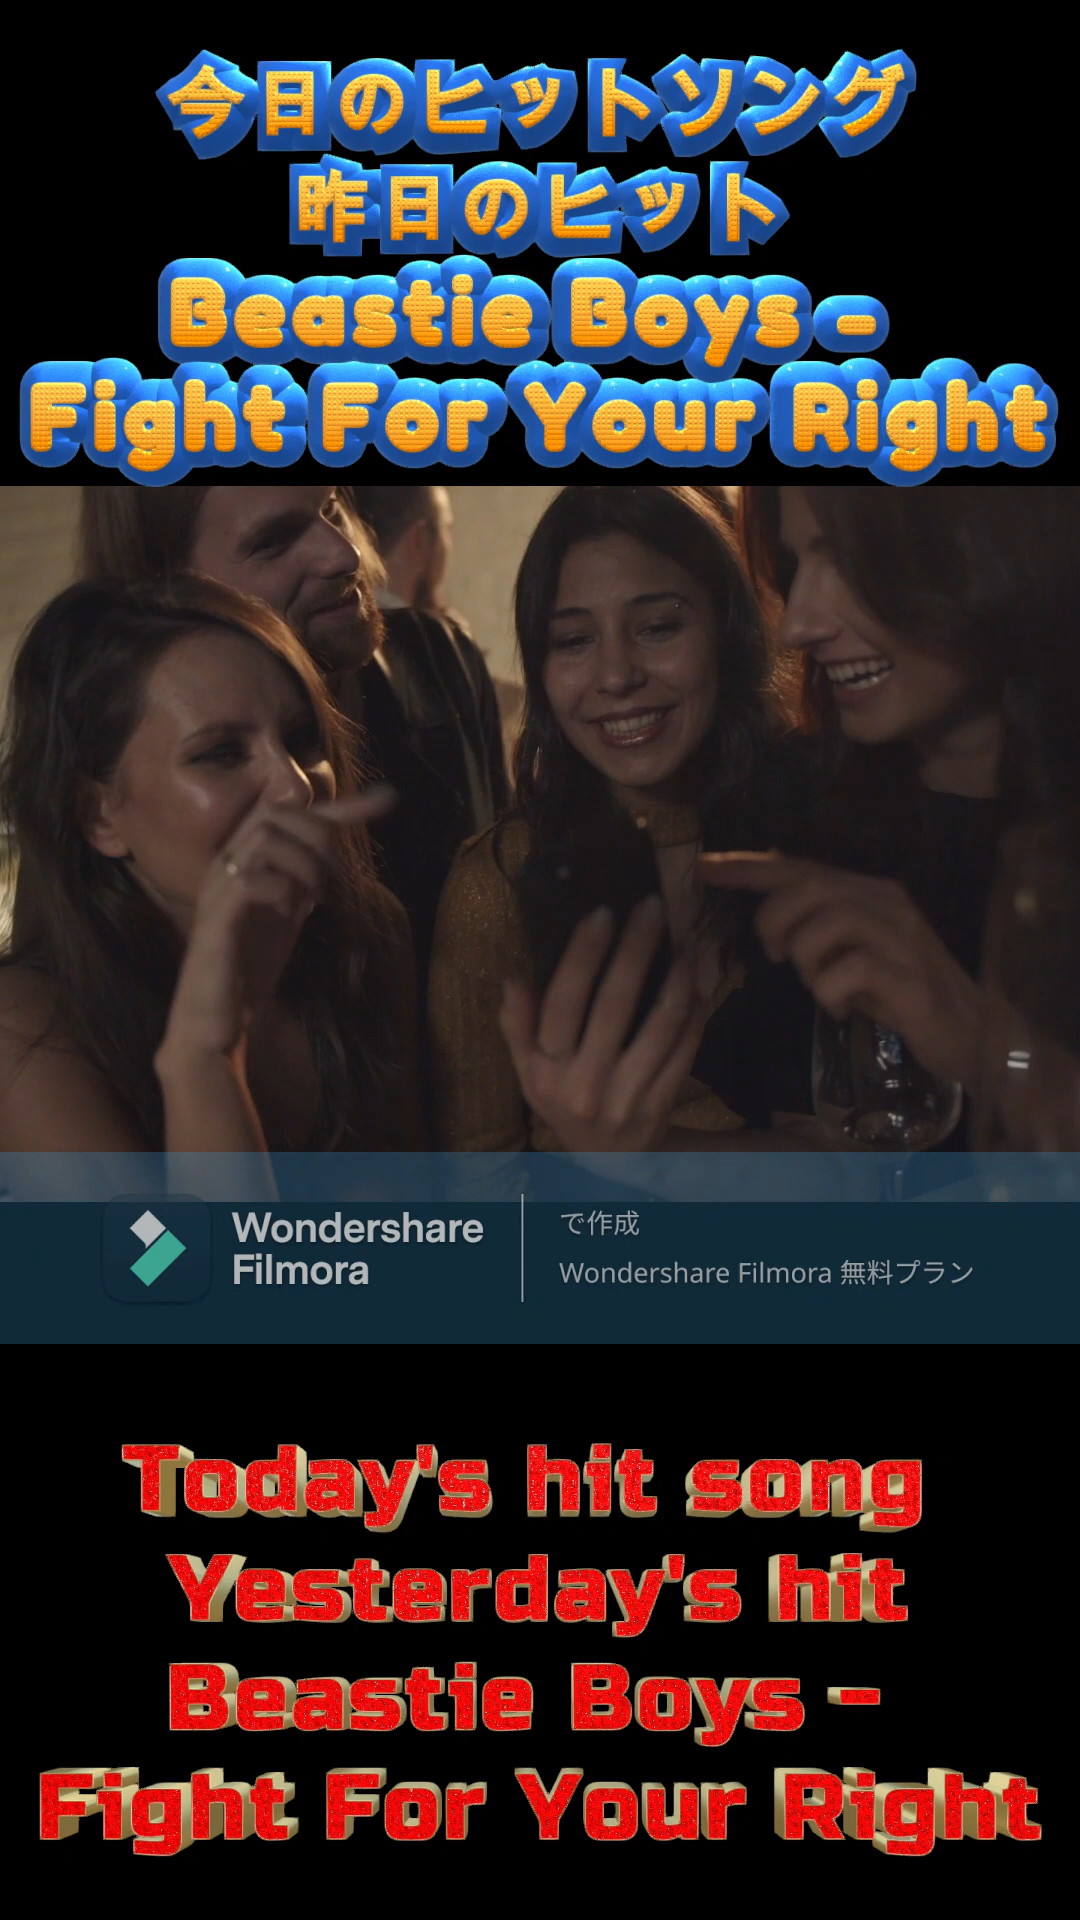 今日のヒットソング
昨日のヒット
Beastie Boys -
Fight For Your Right
Wondershare
Filmora
で作成
Wondershare Filmora 無料プラン
Today's hit song
Yesterday's hit
Beastie Boys -
Fight For Your Right